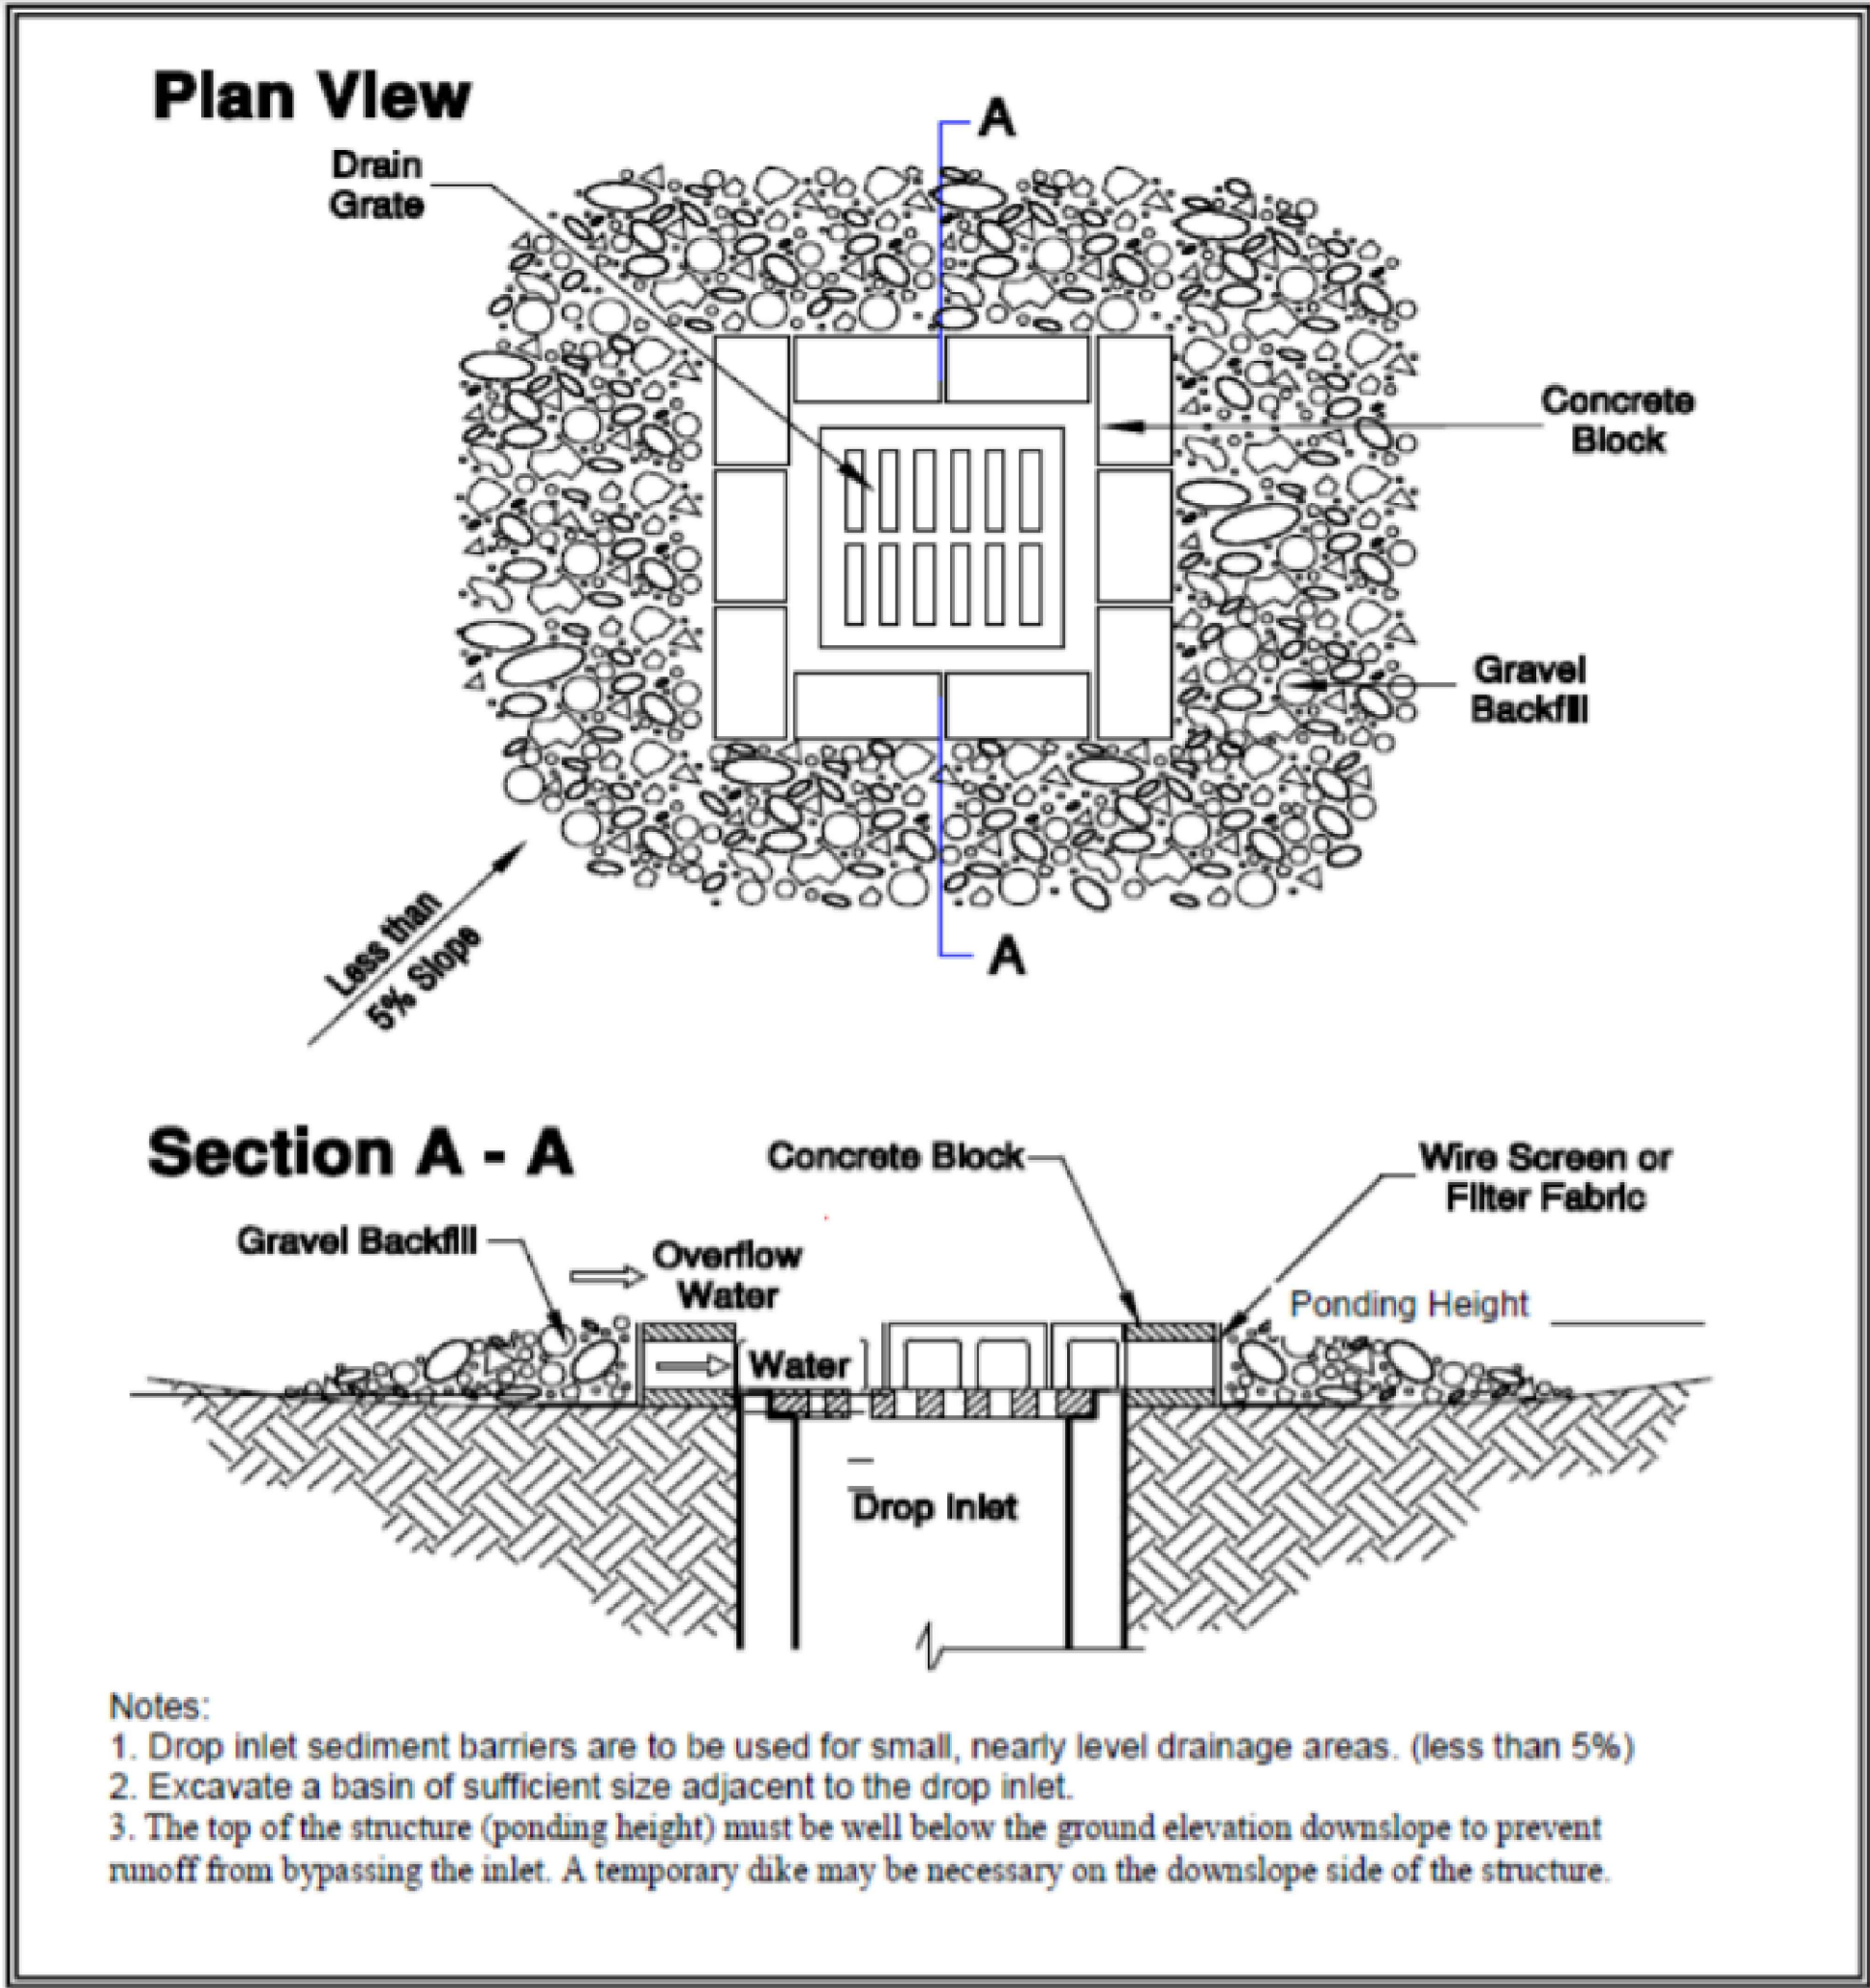 Plan View
A
Drain
Grate
Concrete
Block
Gravel
Backfill
Less than
5% Slope
A
Section A - A
Concrete Block
Wire Screen or
Filter Fabric
Gravel Backfill
Overflow
Water
Ponding Height
Water
Drop Inlet
Notes:
1. Drop inlet sediment barriers are to be used for small, nearly level drainage areas. (less than 5%)
2. Excavate a basin of sufficient size adjacent to the drop inlet.
3. The top of the structure (ponding height) must be well below the ground elevation downslope to prevent
runoff from bypassing the inlet. A temporary dike may be necessary on the downslope side of the structure.